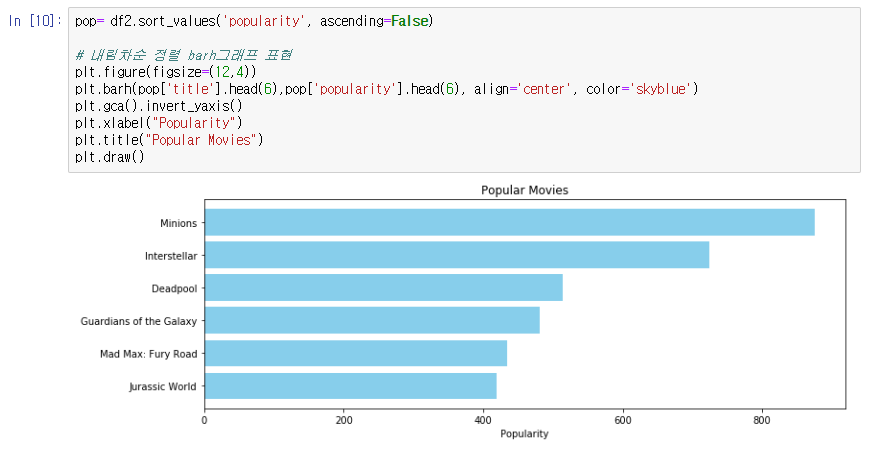 In [10]: pop= df2.sort_values('popularity', ascending=False)
# 내림차순 정렬 barh그래프 표현
plt.figure(figsize=(12,4))
plt.barh(pop['title'].head(6),pop['popularity'].head(6), align='center', color='skyblue')
plt.gca().invert_yaxis()
plt.xlabel("Popularity")
plt.title("Popular Movies")
plt.draw()
Popular Movies
Minions
Interstellar
Deadpool
Guardians of the Galaxy
Mad Max: Fury Road
Jurassic World
0 200 400 600 800
Popularity